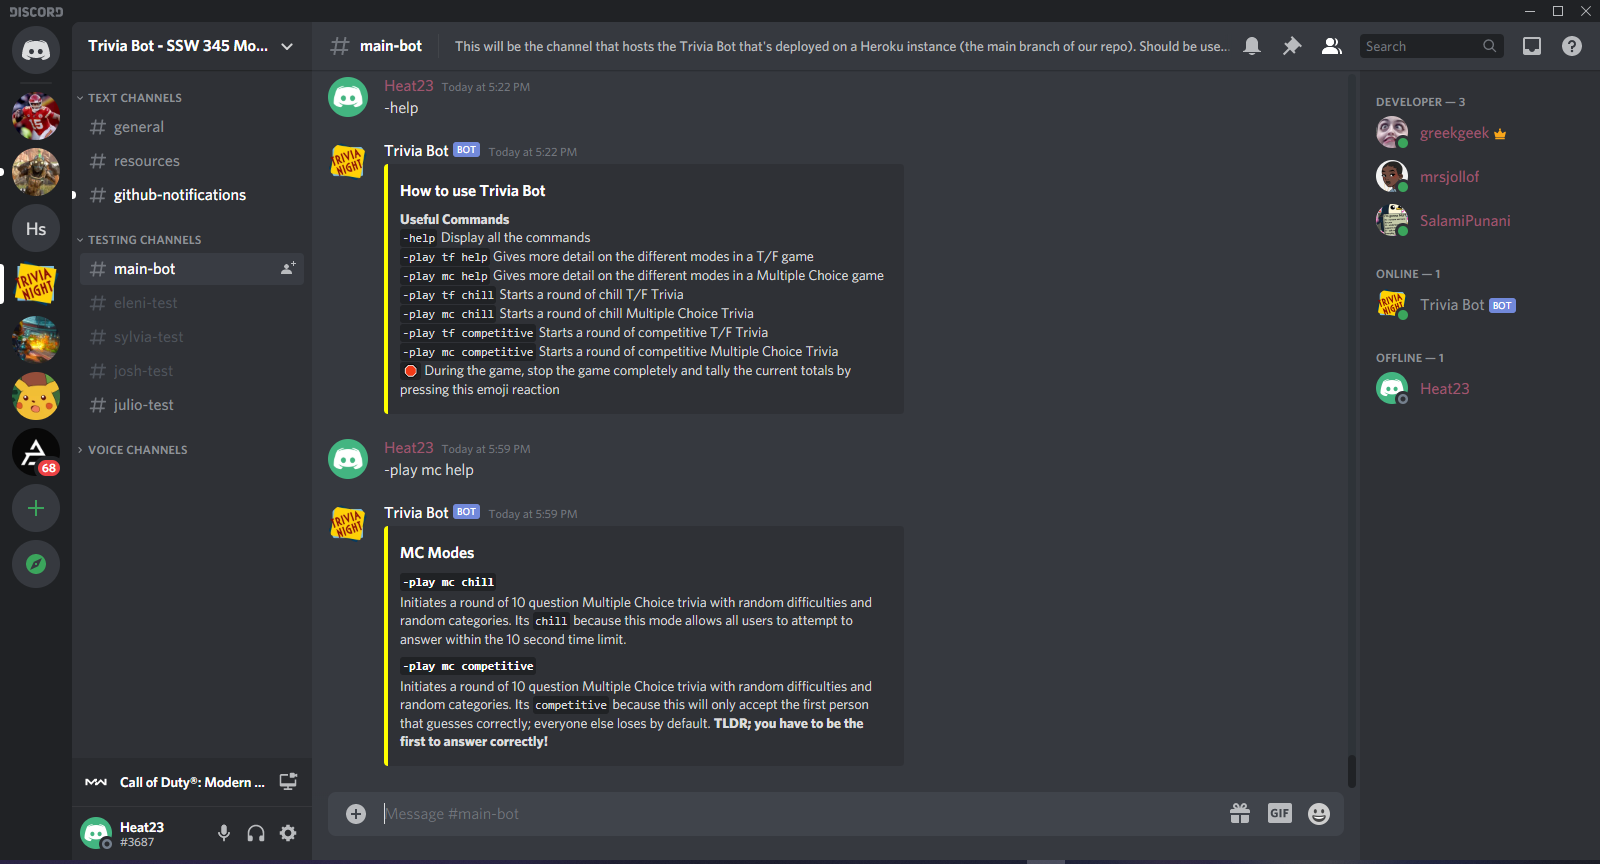 DISCORD
Trivia Bot - SSW 345 Mo...
main-bot
This will be the channel that hosts the Trivia Bot that's deployed on a Heroku instance (the main branch of our repo). Should be use...
Search
TEXT CHANNELS
general
resources
github-notifications
TESTING CHANNELS
main-bot
eleni-test
sylvia-test
josh-test
julio-test
VOICE CHANNELS
Hs
TRIVIA
NIGHT
68
Call of Duty®: Modern ...
Heat23
#3687
Heat23 Today at 5:22 PM
-help
TRIVIA
NIGHT
Trivia Bot BOT Today at 5:22 PM
How to use Trivia Bot
Useful Commands
-help Display all the commands
-play tf help Gives more detail on the different modes in a T/F game
-play mc help Gives more detail on the different modes in a Multiple Choice game
-play tf chill Starts a round of chill T/F Trivia
-play mc chill Starts a round of chill Multiple Choice Trivia
-play tf competitive Starts a round of competitive T/F Trivia
-play mc competitive Starts a round of competitive Multiple Choice Trivia
During the game, stop the game completely and tally the current totals by
pressing this emoji reaction
Heat23 Today at 5:59 PM
-play mc help
TRIVIA
NIGHT
Trivia Bot BOT Today at 5:59 PM
MC Modes
-play mc chill
Initiates a round of 10 question Multiple Choice trivia with random difficulties and
random categories. Its chill because this mode allows all users to attempt to
answer within the 10 second time limit.
-play mc competitive
Initiates a round of 10 question Multiple Choice trivia with random difficulties and
random categories. Its competitive because this will only accept the first person
that guesses correctly; everyone else loses by default. TLDR; you have to be the
first to answer correctly!
Message #main-bot
GIF
DEVELOPER — 3
greekgeek
mrsjollof
SalamiPunani
ONLINE — 1
Trivia Bot BOT
OFFLINE — 1
Heat23